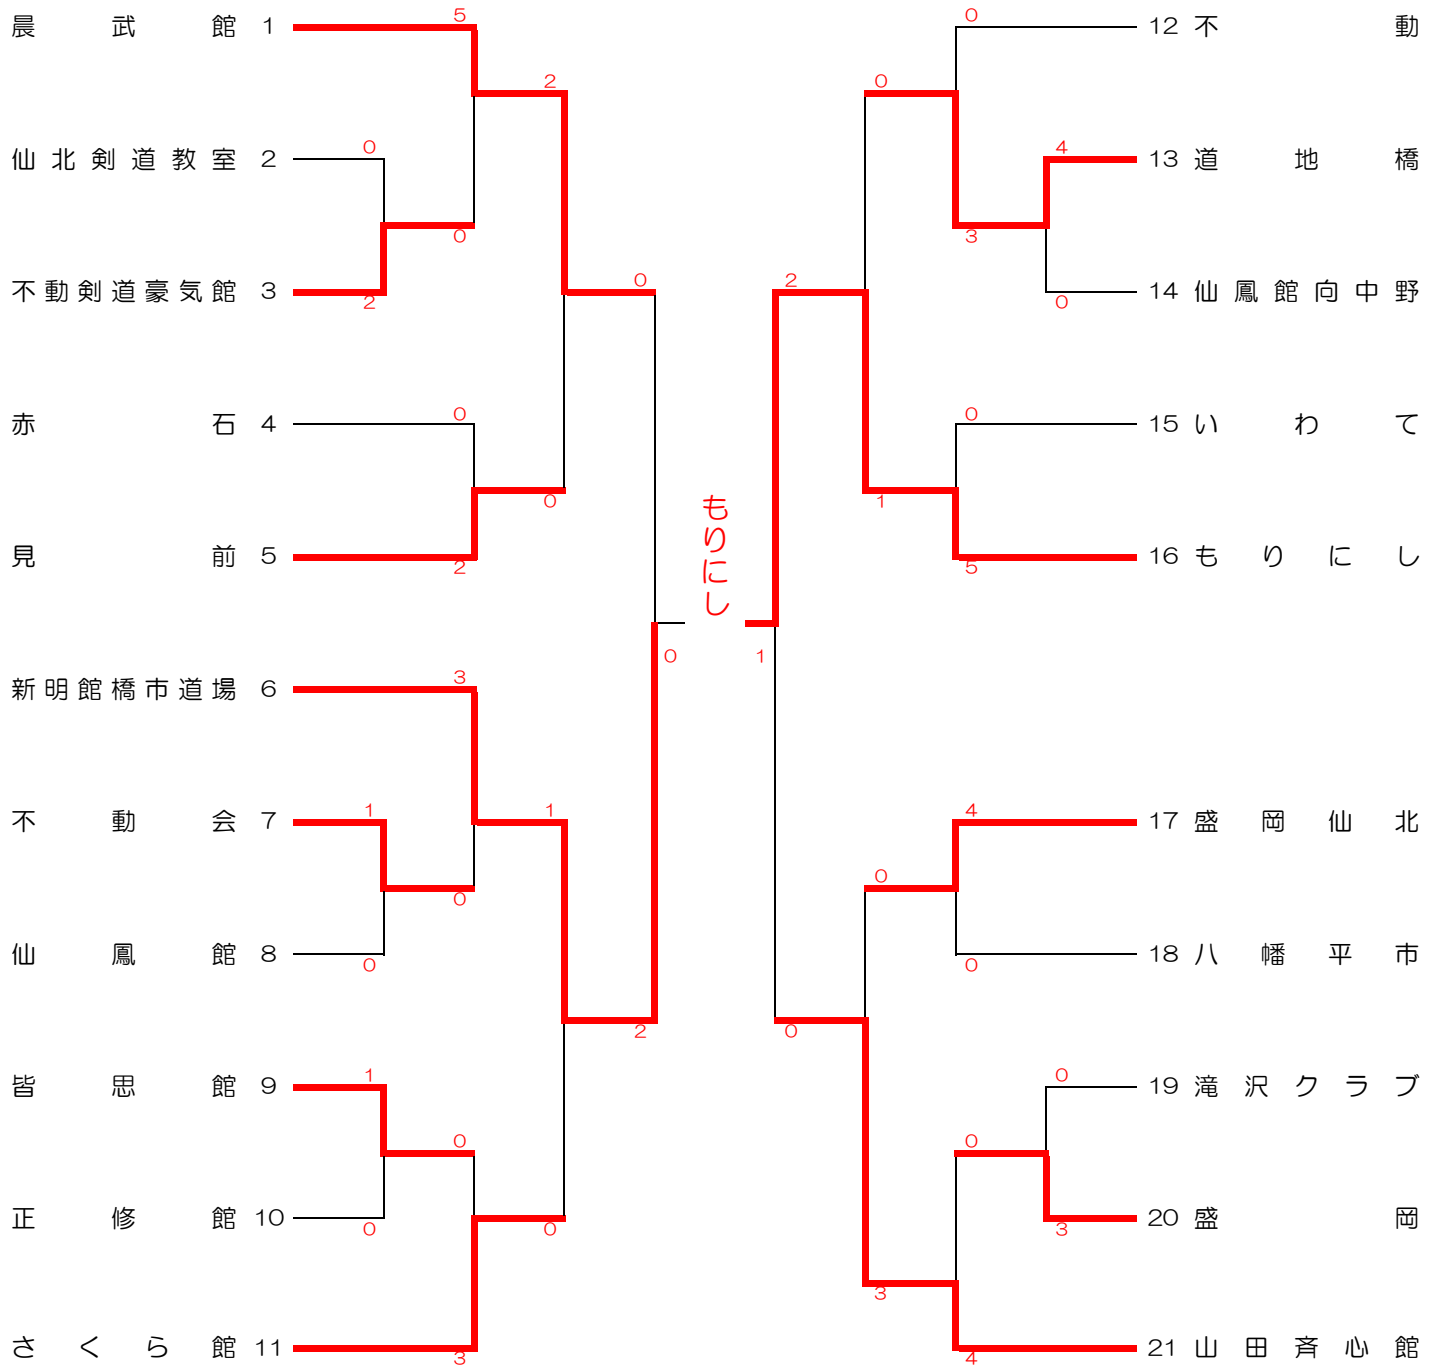 5
0
晨武館 1
12 不動
2
0
0
4
仙北剣道教室 2
13 道地橋
0
3
不動剣道豪気館 3
2
0
2
14 仙鳳館向中野
0
0
0
赤石 4
15 いわて
0
1
もりにし
見前 5
2
5
16 もりにし
0
1
新明館橋市道場 6
3
不動会 7
1
1
4
17 盛岡仙北
0
0
仙鳳館 8
0
0
18 八幡平市
2
0
皆思館 9
1
0
19 滝沢クラブ
0
0
正修館 10
0
0
3
20 盛岡
3
さくら館 11
3
4
21 山田斉心館